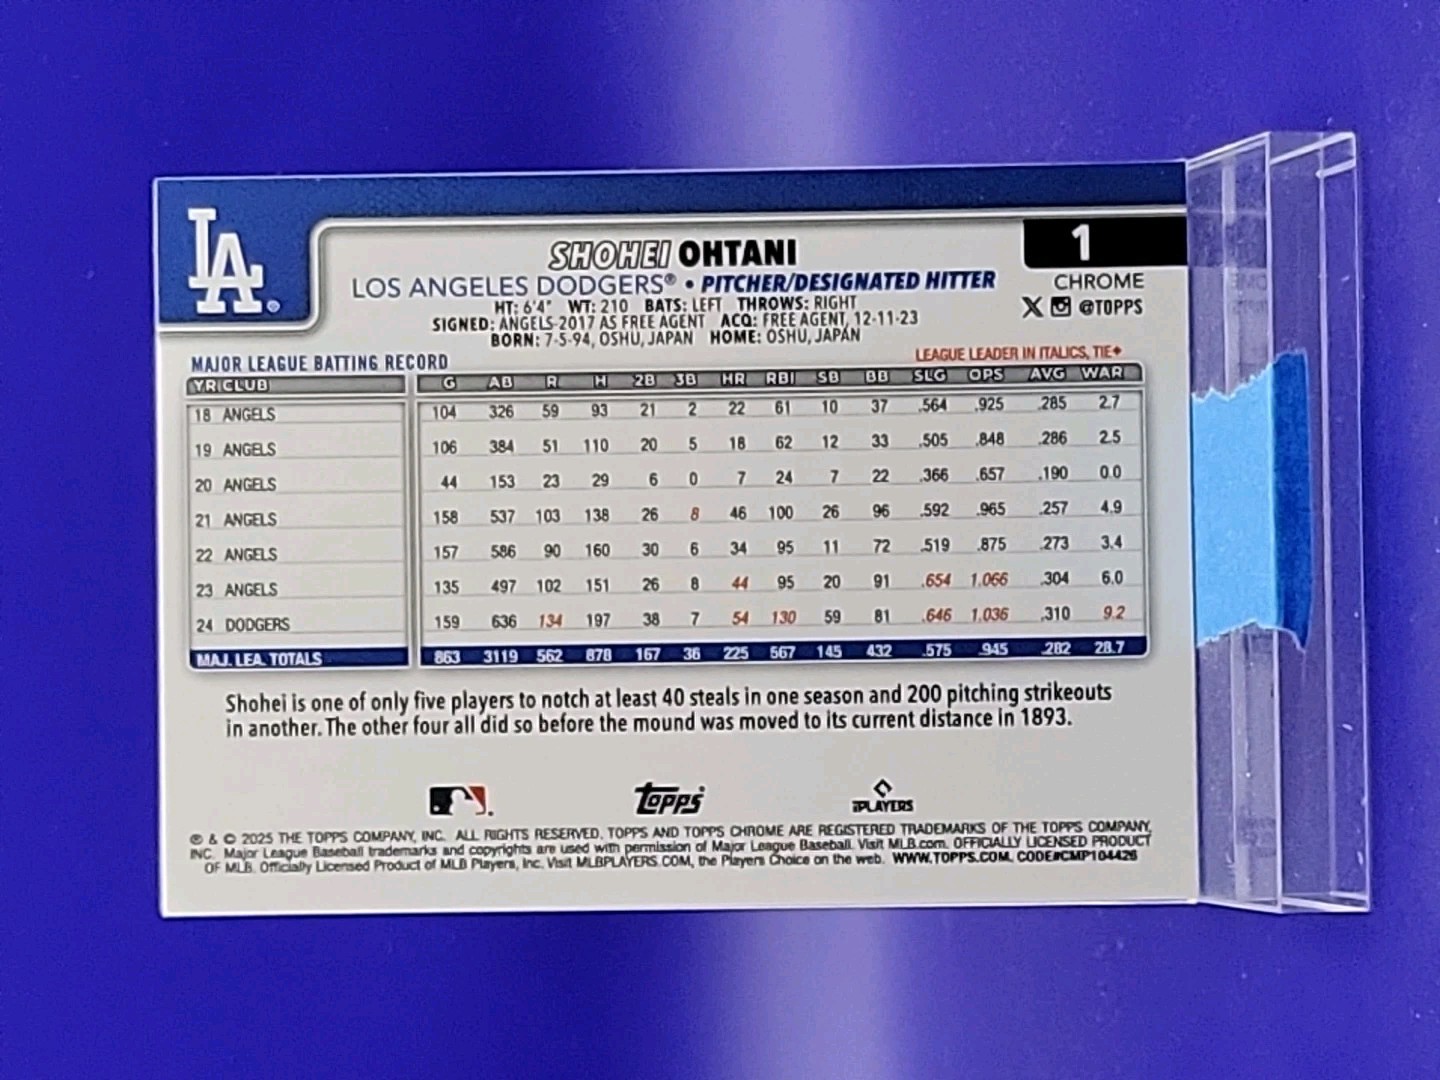 LA
SHOHEI OHTANI
1
LOS ANGELES DODGERS® • PITCHER/DESIGNATED HITTER
CHROME
HT: 6'4" WT: 210 BATS: LEFT THROWS: RIGHT
X @TOPPS
SIGNED: ANGELS-2017 AS FREE AGENT ACQ: FREE AGENT, 12-11-23
BORN: 7-5-94, OSHU, JAPAN HOME: OSHU, JAPAN
MAJOR LEAGUE BATTING RECORD
LEAGUE LEADER IN ITALICS, TIE♦
YR CLUB G AB R H 2B 3B HR RBI SB BB SLG OPS AVG WAR
18 ANGELS 104 326 59 93 21 2 22 61 10 37 .564 .925 .285 2.7
19 ANGELS 106 384 51 110 20 5 18 62 12 33 .505 .848 .286 2.5
20 ANGELS 44 153 23 29 6 0 7 24 7 22 .366 .657 .190 0.0
21 ANGELS 158 537 103 138 26 8 46 100 26 96 .592 .965 .257 4.9
22 ANGELS 157 586 90 160 30 6 34 95 11 72 .519 .875 .273 3.4
23 ANGELS 135 497 102 151 26 8 44 95 20 91 .654 1.066 .304 6.0
24 DODGERS 159 636 134 197 38 7 54 130 59 81 .646 1.036 .310 9.2
MAJ. LEA. TOTALS 863 3119 562 878 167 36 225 567 145 432 .575 .945 .282 28.7
Shohei is one of only five players to notch at least 40 steals in one season and 200 pitching strikeouts
in another. The other four all did so before the mound was moved to its current distance in 1893.
topps
PLAYERS
® & © 2025 THE TOPPS COMPANY, INC. ALL RIGHTS RESERVED. TOPPS AND TOPPS CHROME ARE REGISTERED TRADEMARKS OF THE TOPPS COMPANY,
INC. Major League Baseball trademarks and copyrights are used with permission of Major League Baseball. Visit MLB.com. OFFICIALLY LICENSED PRODUCT
OF MLB. Officially Licensed Product of MLB Players, Inc. Visit MLBPLAYERS.COM, the Players Choice on the web. WWW.TOPPS.COM. CODE#CMP104426